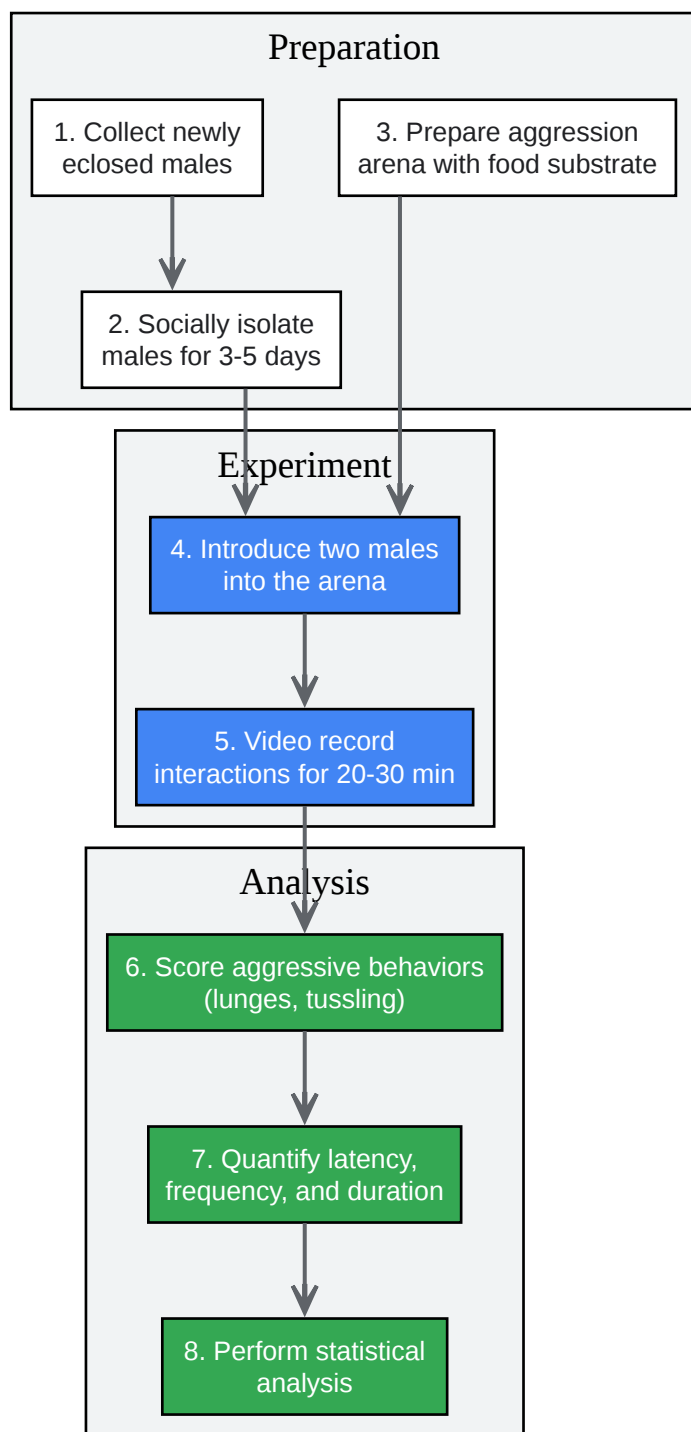 Preparation
1. Collect newly
eclosed males
3. Prepare aggression
arena with food substrate
2. Socially isolate
males for 3-5 days
Experiment
4. Introduce two males
into the arena
5. Video record
interactions for 20-30 min
Analysis
6. Score aggressive behaviors
(lunges, tussling)
7. Quantify latency,
frequency, and duration
8. Perform statistical
analysis